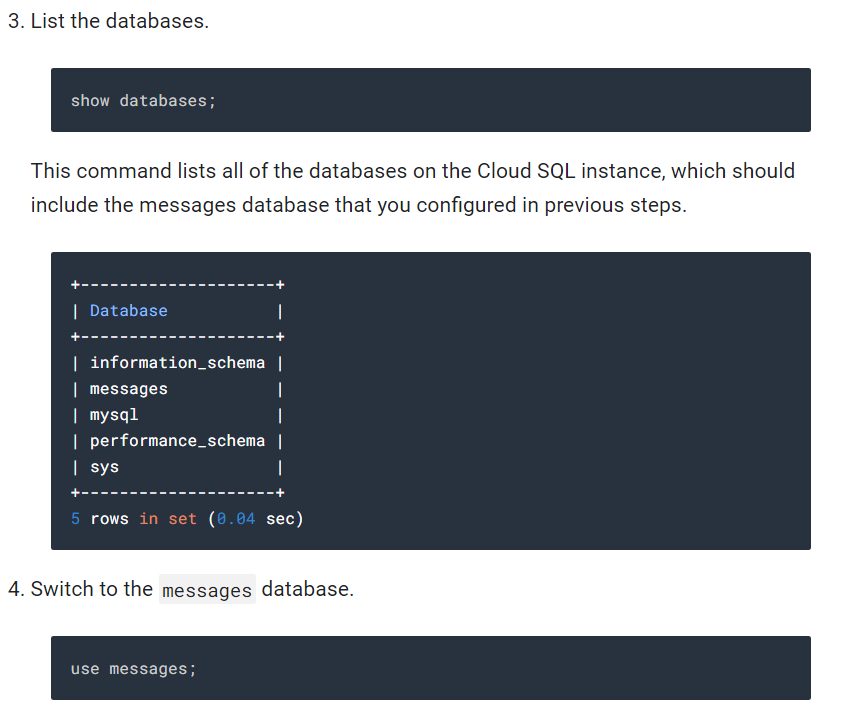 3. List the databases.
show databases;
This command lists all of the databases on the Cloud SQL instance, which should
include the messages database that you configured in previous steps.
+--------------------+
| Database           |
+--------------------+
| information_schema |
| messages           |
| mysql              |
| performance_schema |
| sys                |
+--------------------+
5 rows in set (0.04 sec)
4. Switch to the messages database.
use messages;